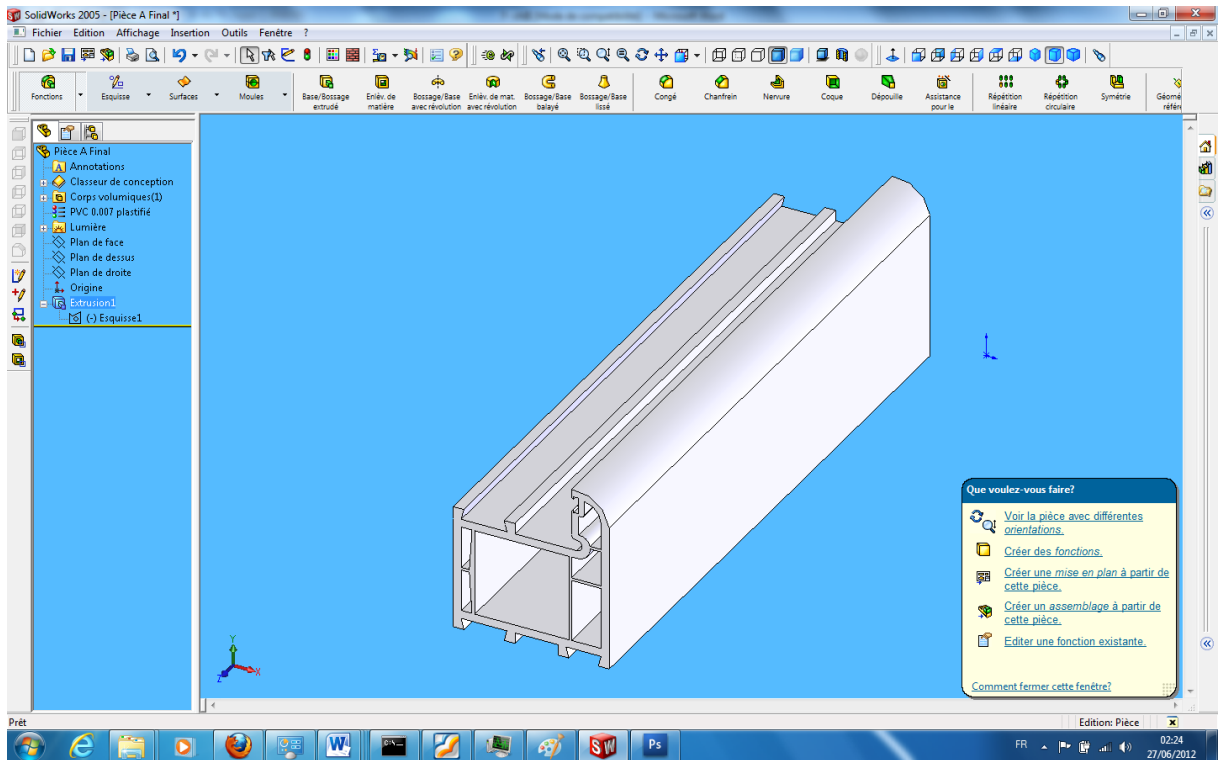 SolidWorks 2005 - [Pièce A Final *]
Fichier Edition Affichage Insertion Outils Fenêtre ?
Fonctions Esquisse Surfaces Moules Base/Bossage extrudé Enlèv. de matière Bossage/Base avec révolution Enlèv. de mat. avec révolution Bossage/Base balayé Bossage/Base lissé Congé Chanfrein Nervure Coque Dépouille Assistance pour le Répétition linéaire Répétition circulaire Symétrie Géomé référe
Pièce A Final
A Annotations
Classeur de conception
Corps volumiques(1)
PVC 0.007 plastifié
Lumière
Plan de face
Plan de dessus
Plan de droite
Origine
Extrusion1
(-) Esquisse1
Y
Z X
Que voulez-vous faire?
Voir la pièce avec différentes
orientations.
Créer des fonctions.
Créer une mise en plan à partir de
cette pièce.
Créer un assemblage à partir de
cette pièce.
Editer une fonction existante.
Comment fermer cette fenêtre?
Prêt
Edition: Pièce
W SW Ps
FR
02:24
27/06/2012